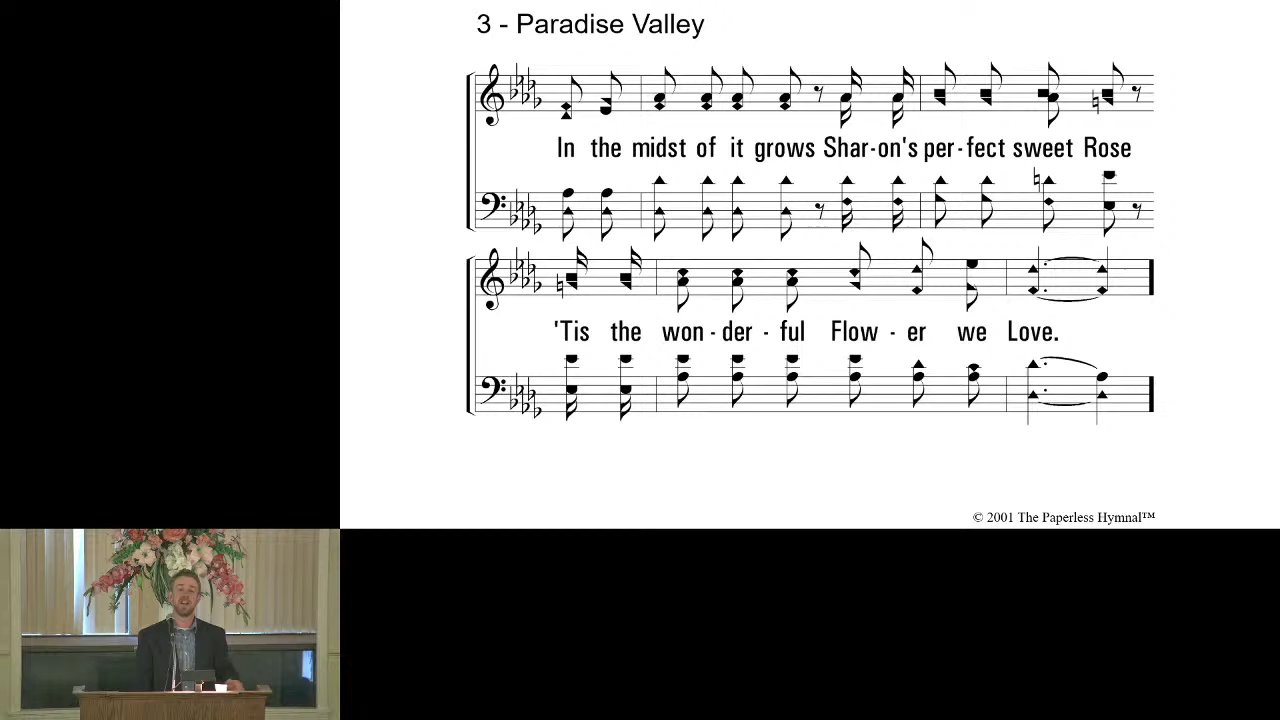 3 - Paradise Valley
In the midst of it grows Shar-on's per-fect sweet Rose
'Tis the won-der-ful Flow-er we Love.
© 2001 The Paperless Hymnal™